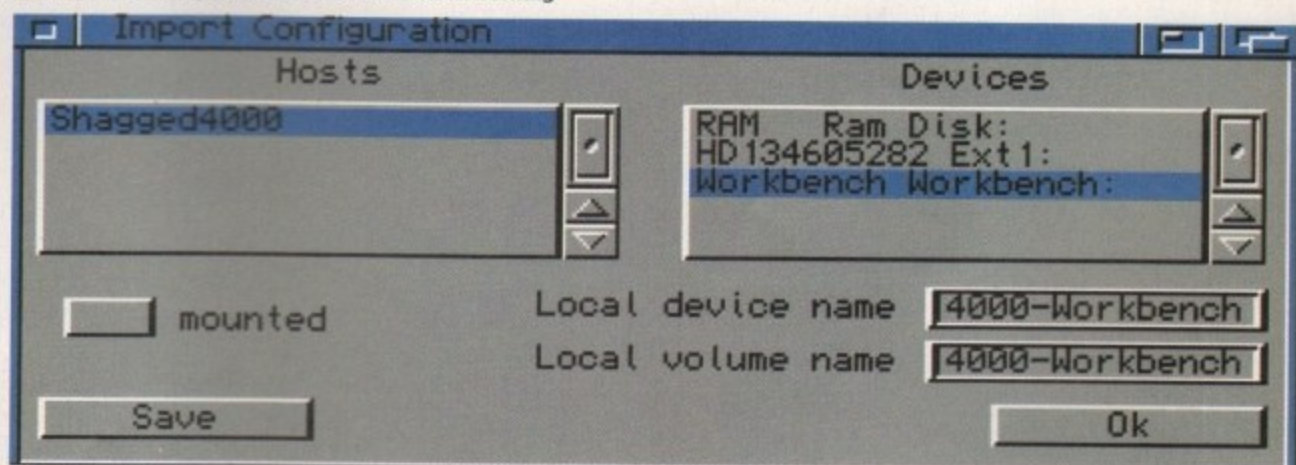 Import Configuration
Hosts
Devices
Shagged4000
RAM Ram Disk:
HD134605282 Ext1:
Workbench Workbench:
mounted
Local device name 4000-Workbench
Local volume name 4000-Workbench
Save
Ok